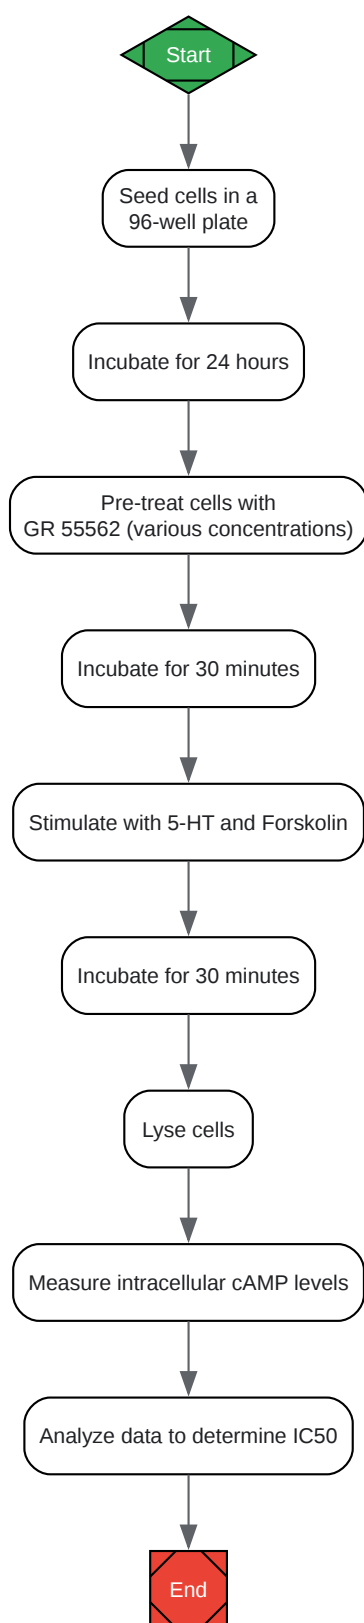 Start
Seed cells in a
96-well plate
Incubate for 24 hours
Pre-treat cells with
GR 55562 (various concentrations)
Incubate for 30 minutes
Stimulate with 5-HT and Forskolin
Incubate for 30 minutes
Lyse cells
Measure intracellular cAMP levels
Analyze data to determine IC50
End